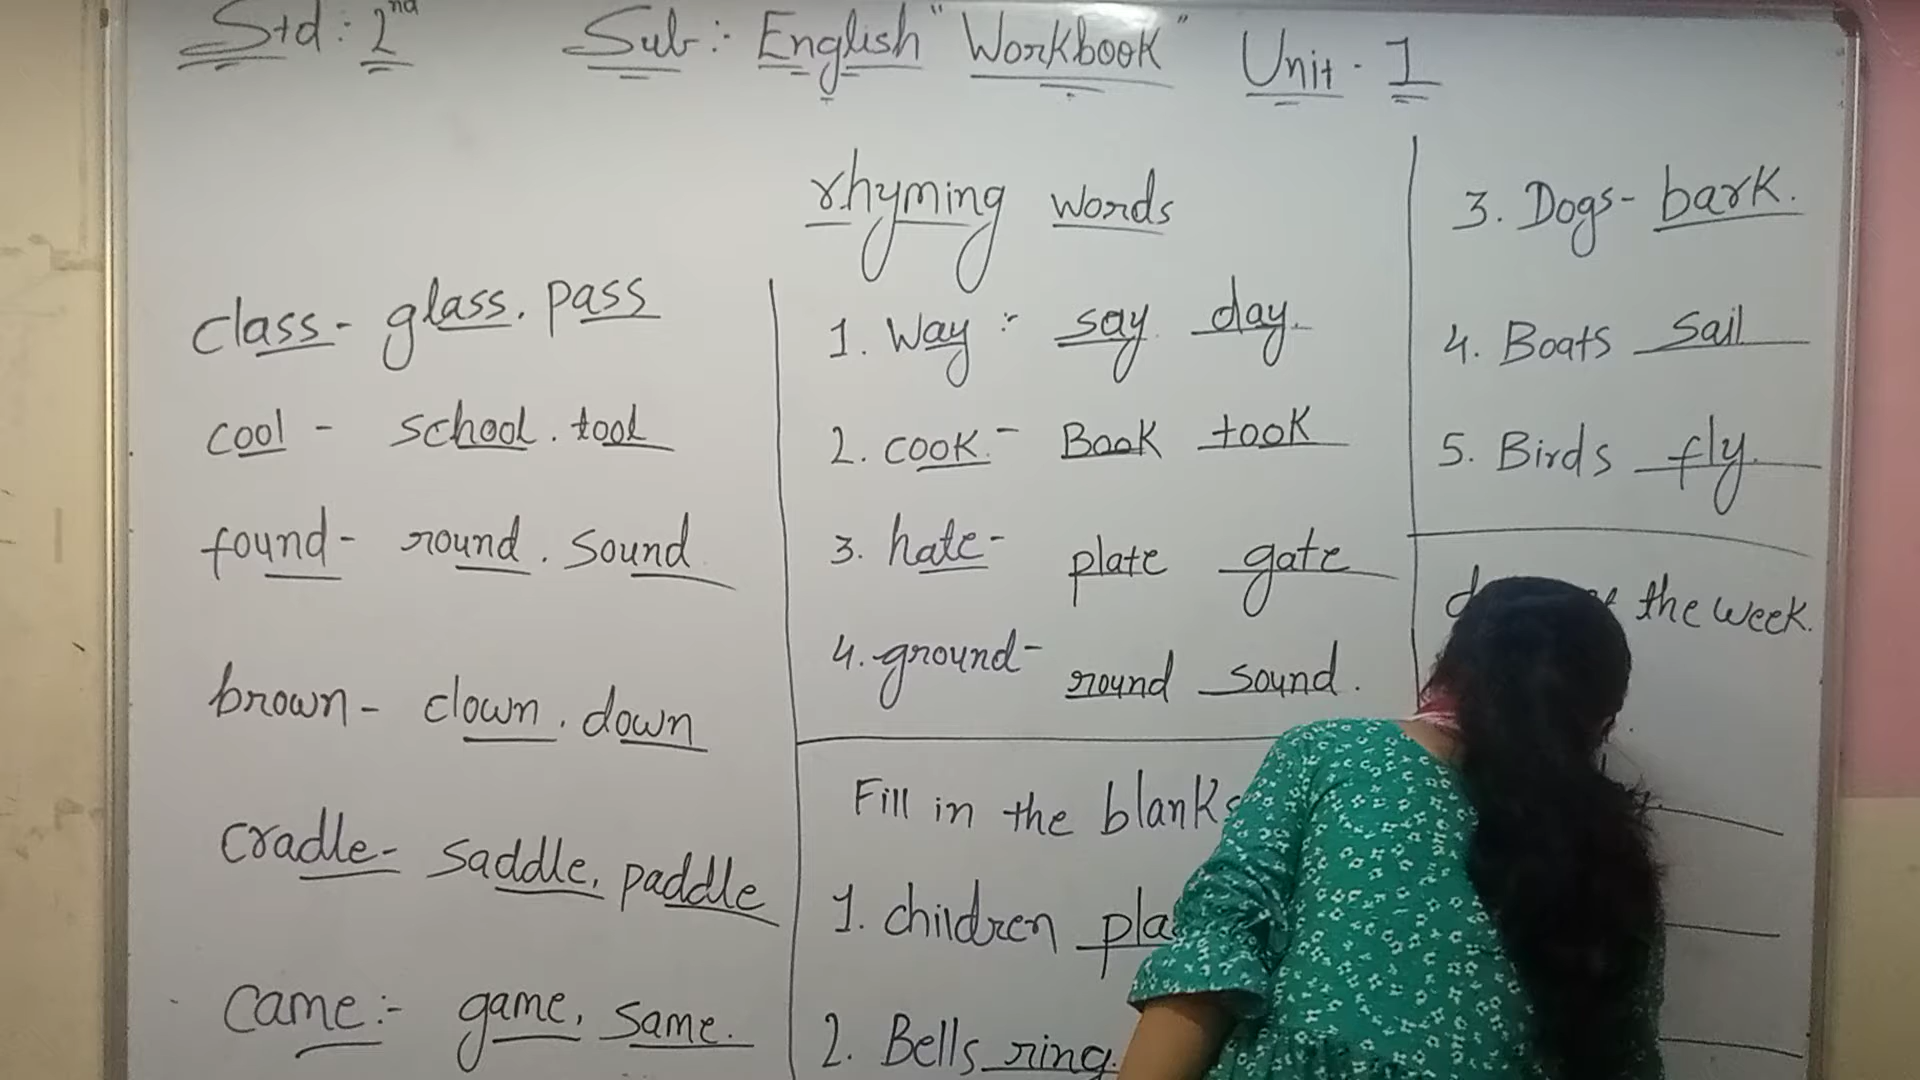 Std : 2nd Sub :- English "Workbook" Unit - 1
class - glass. pass
cool - school. tool
found - round. sound
brown - clown. down
cradle - saddle, paddle
came :- game, same.
rhyming words
1. Way :- say day.
2. cook - Book took
3. hate - plate gate
4. ground - round sound.
Fill in the blanks
1. children
2. Bells ring.
3. Dogs - bark.
4. Boats sail
5. Birds fly.
the week.